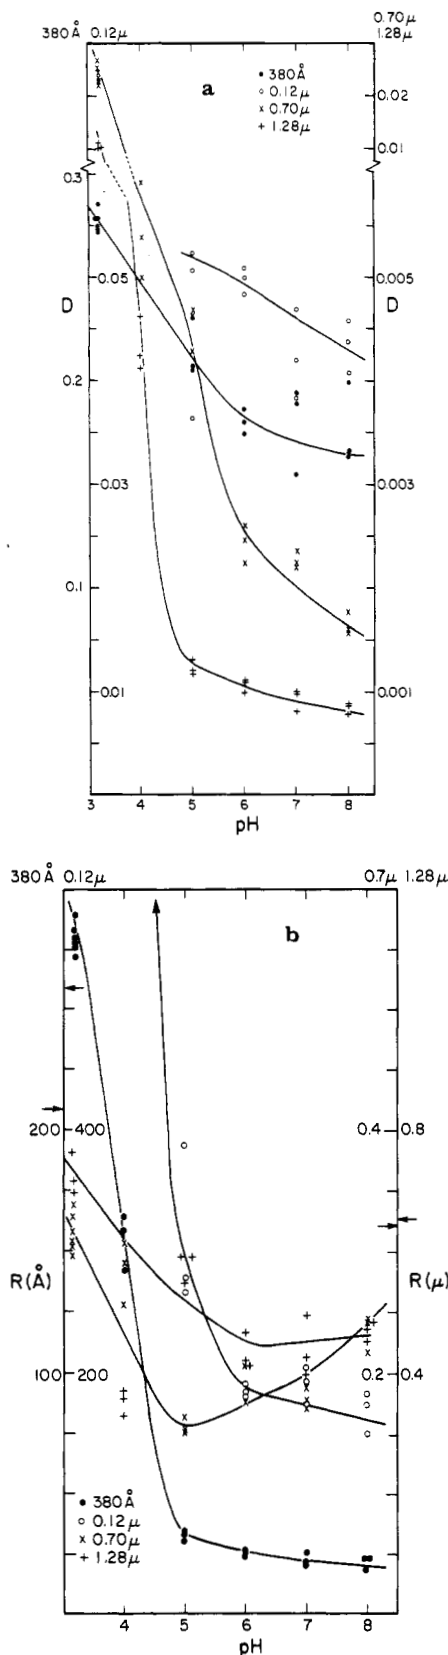 0.70μ
380Å 0.12μ 1.28μ
a
• 380Å
○ 0.12μ
× 0.70μ
+ 1.28μ
0.02
0.01
0.3
0.05 0.005
D D
0.2
0.03 0.003
0.1
0.01 0.001
3 4 5 6 7 8
pH
380Å 0.12μ 0.7μ 1.28μ
b
200 400 0.4 0.8
R(Å) R(μ)
100 200 0.2 0.4
• 380Å
○ 0.12μ
× 0.70μ
+ 1.28μ
4 5 6 7 8
pH